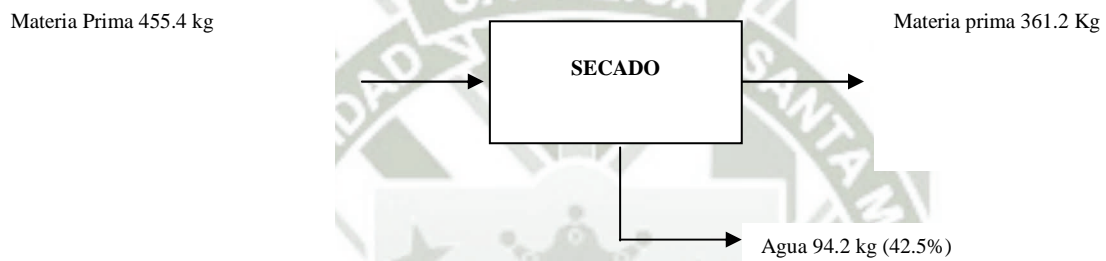 Materia Prima 455.4 kg
Materia prima 361.2 Kg
SECADO
Agua 94.2 kg (42.5%)